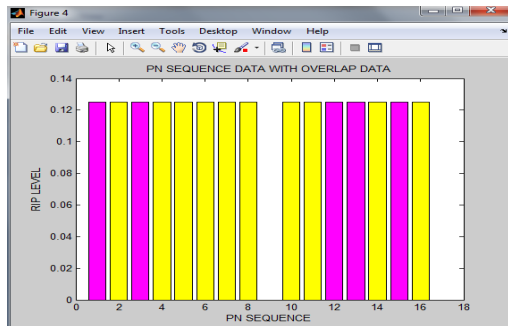 Figure 4
File Edit View Insert Tools Desktop Window Help
PN SEQUENCE DATA WITH OVERLAP DATA
0.14
0.12
0.1
0.08
0.06
0.04
0.02
0
RIP LEVEL
0 2 4 6 8 10 12 14 16 18
PN SEQUENCE